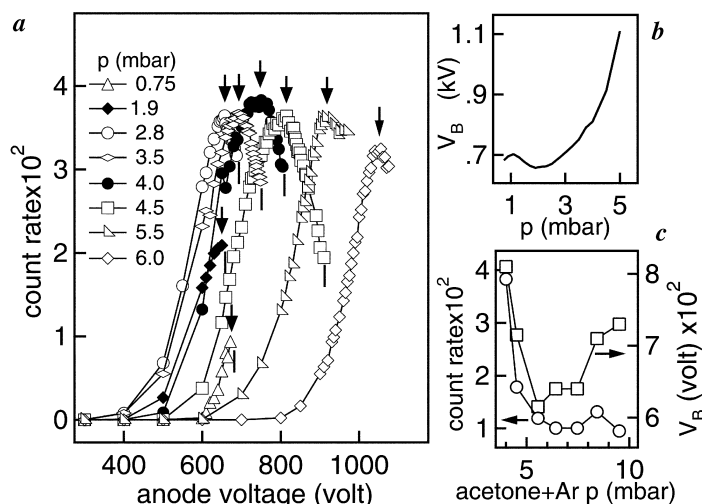 a
p (mbar)
0.75
1.9
2.8
3.5
4.0
4.5
5.5
6.0
count ratex10²
4
3
2
1
0
400 600 800 1000
anode voltage (volt)
b
V_B (kV)
1.1
.9
.7
1 3 5
p (mbar)
c
count ratex10²
4
3
2
1
8
7
6
5
V_B (volt) x10²
5 10
acetone+Ar p (mbar)